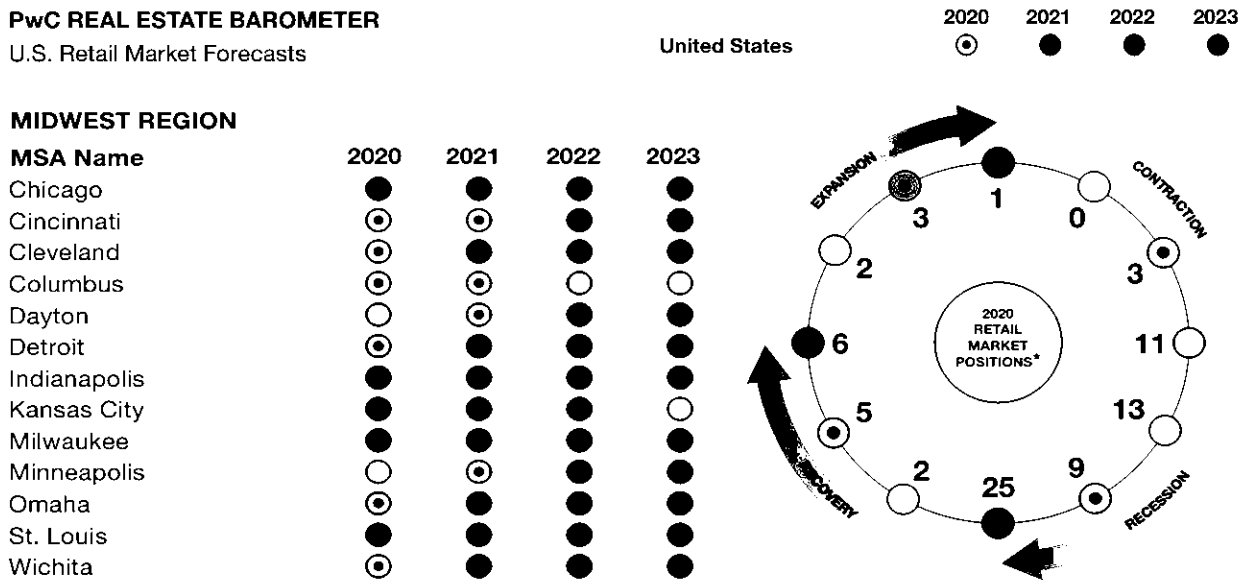 PwC REAL ESTATE BAROMETER
U.S. Retail Market Forecasts
2020 2021 2022 2023
United States
MIDWEST REGION
MSA Name 2020 2021 2022 2023
Chicago
Cincinnati
Cleveland
Columbus
Dayton
Detroit
Indianapolis
Kansas City
Milwaukee
Minneapolis
Omaha
St. Louis
Wichita
EXPANSION
CONTRACTION
RECESSION
1
0
3
11
13
9
25
2
5
6
2
3
2020
RETAIL
MARKET
POSITIONS*